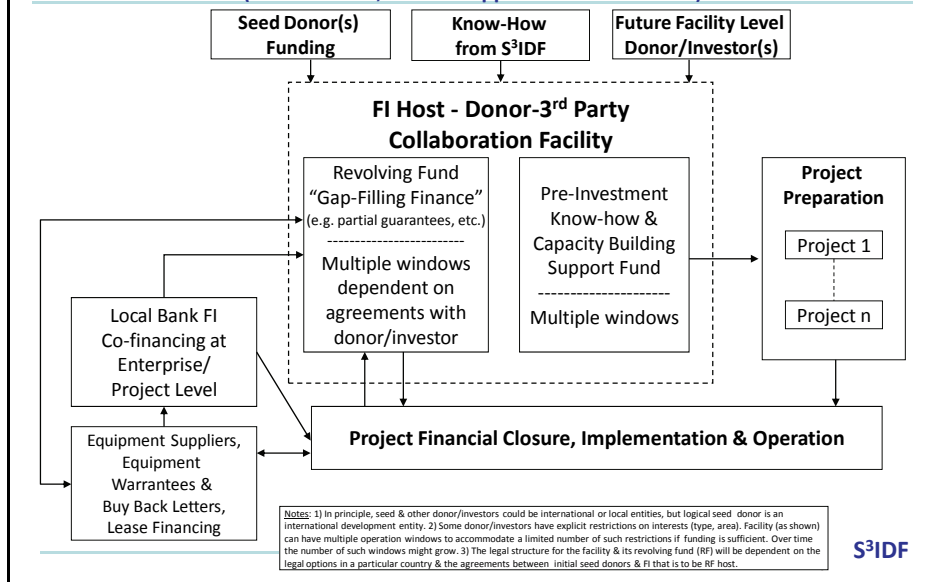 Seed Donor(s)
Funding
Know-How
from S³IDF
Future Facility Level
Donor/Investor(s)
FI Host - Donor-3rd Party
Collaboration Facility
Revolving Fund
“Gap-Filling Finance”
(e.g. partial guarantees, etc.)
-------------------------
Multiple windows
dependent on
agreements with
donor/investor
Pre-Investment
Know-how &
Capacity Building
Support Fund
---------------------
Multiple windows
Project
Preparation
Project 1
Project n
Local Bank FI
Co-financing at
Enterprise/
Project Level
Equipment Suppliers,
Equipment
Warrantees &
Buy Back Letters,
Lease Financing
Project Financial Closure, Implementation & Operation
Notes: 1) In principle, seed & other donor/investors could be international or local entities, but logical seed donor is an
international development entity. 2) Some donor/investors have explicit restrictions on interests (type, area). Facility (as shown)
can have multiple operation windows to accommodate a limited number of such restrictions if funding is sufficient. Over time
the number of such windows might grow. 3) The legal structure for the facility & its revolving fund (RF) will be dependent on the
legal options in a particular country & the agreements between initial seed donors & FI that is to be RF host.
S³IDF